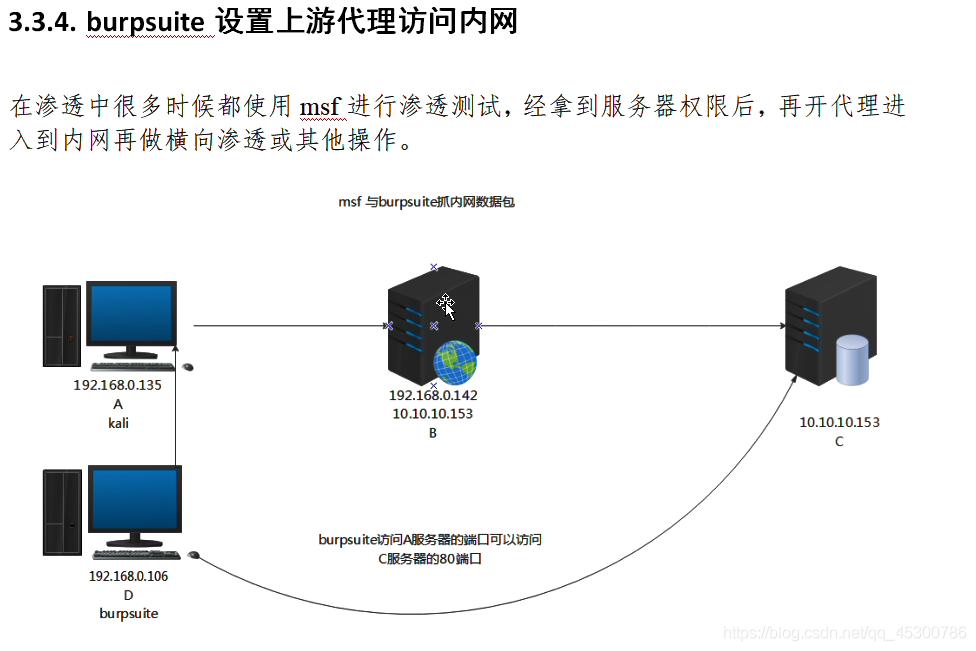 3.3.4. burpsuite 设置上游代理访问内网
在渗透中很多时候都使用 msf 进行渗透测试，经拿到服务器权限后，再开代理进
入到内网再做横向渗透或其他操作。
msf 与burpsuite抓内网数据包
192.168.0.135
A
kali
192.168.0.142
10.10.10.153
B
10.10.10.153
C
burpsuite访问A服务器的端口可以访问
C服务器的80端口
192.168.0.106
D
burpsuite
https://blog.csdn.net/qq_45300786